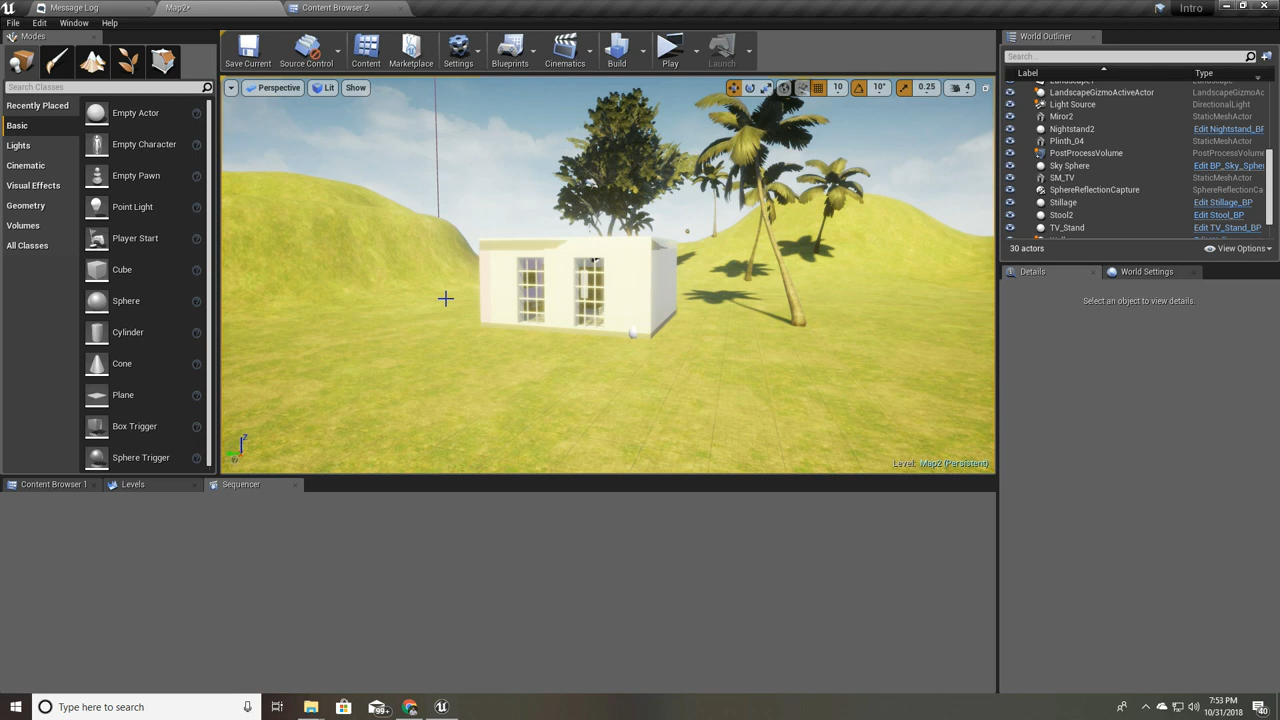 Message Log
Map2*
Content Browser 2
Intro
File Edit Window Help
Modes
Search Classes
Recently Placed
Basic
Lights
Cinematic
Visual Effects
Geometry
Volumes
All Classes
Empty Actor
Empty Character
Empty Pawn
Point Light
Player Start
Cube
Sphere
Cylinder
Cone
Plane
Box Trigger
Sphere Trigger
Save Current
Source Control
Content
Marketplace
Settings
Blueprints
Cinematics
Build
Play
Launch
Perspective
Lit
Show
10
10°
0.25
4
Level: Map2 (Persistent)
World Outliner
Search...
Label Type
LandscapeGizmoActiveActor LandscapeGizmoAc
Light Source DirectionalLight
Miror2 StaticMeshActor
Nightstand2 Edit Nightstand_BP
Plinth_04 StaticMeshActor
PostProcessVolume PostProcessVolume
Sky Sphere Edit BP_Sky_Sphe
SM_TV StaticMeshActor
SphereReflectionCapture SphereReflectionCa
Stillage Edit Stillage_BP
Stool2 Edit Stool_BP
TV_Stand Edit TV_Stand_BP
30 actors
View Options
Details
World Settings
Select an object to view details.
Content Browser 1
Levels
Sequencer
Type here to search
99+
7:53 PM
10/31/2018
40